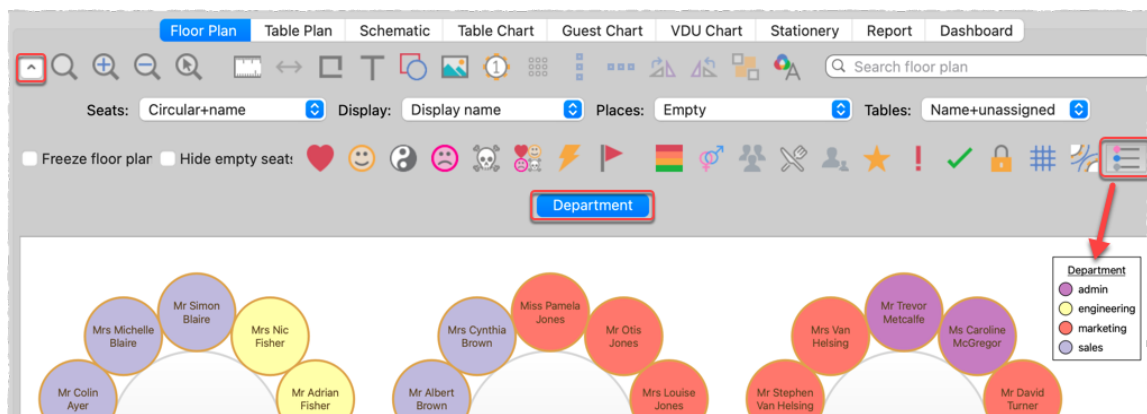 Floor Plan Table Plan Schematic Table Chart Guest Chart VDU Chart Stationery Report Dashboard
T 1 A Search floor plan
Seats: Circular+name Display: Display name Places: Empty Tables: Name+unassigned
Freeze floor plar Hide empty seat:
Department
Department
admin
engineering
marketing
sales
Mr Simon
Blaire
Mrs Michelle
Blaire
Mrs Nic
Fisher
Mr Colin
Ayer
Mr Adrian
Fisher
Miss Pamela
Jones
Mrs Cynthia
Brown
Mr Otis
Jones
Mr Albert
Brown
Mrs Louise
Jones
Mr Trevor
Metcalfe
Mrs Van
Helsing
Ms Caroline
McGregor
Mr Stephen
Van Helsing
Mr David
Turner